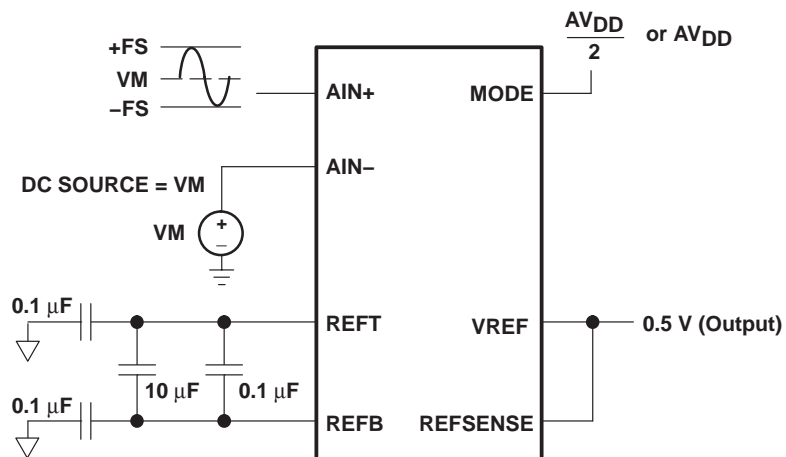 +FS
VM
−FS
AIN+
MODE
AVDD
2
or AVDD
AIN−
DC SOURCE = VM
VM
+
−
0.1 μF
REFT
VREF
0.5 V (Output)
10 μF
0.1 μF
0.1 μF
REFB
REFSENSE